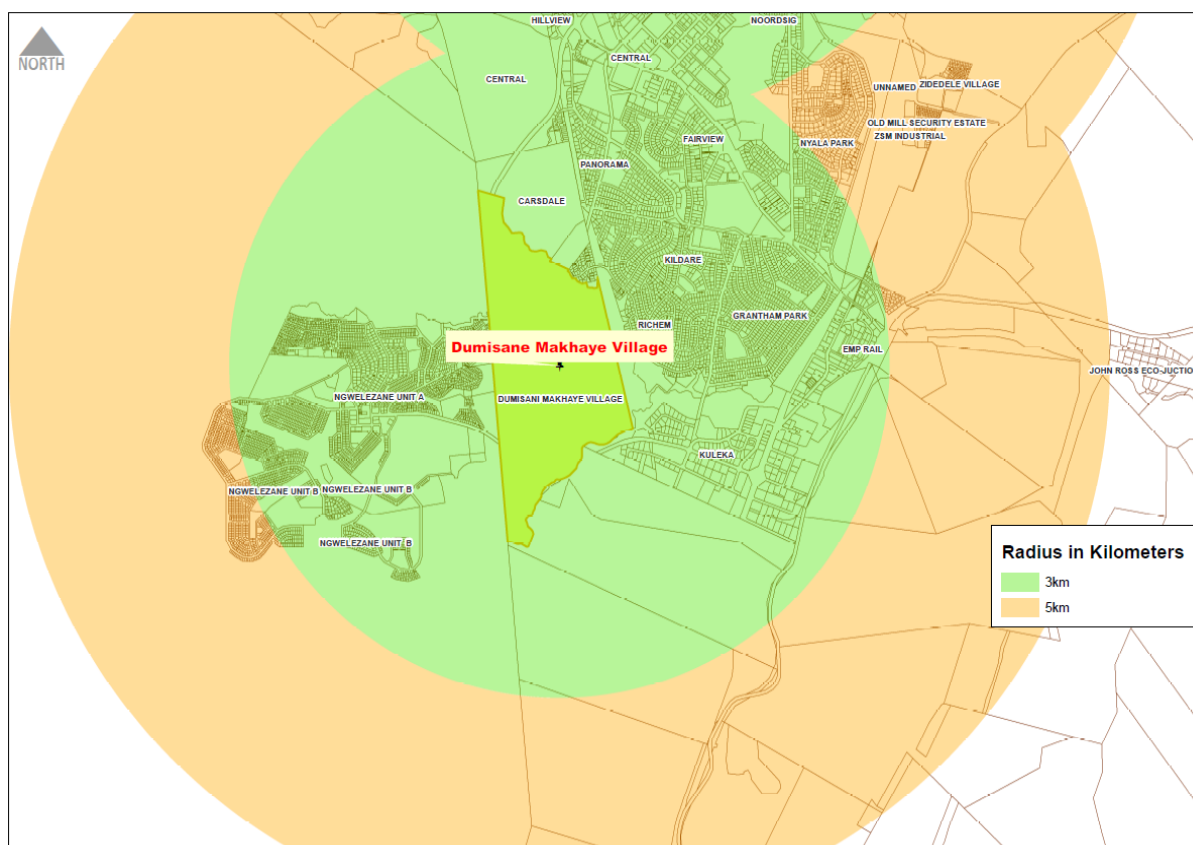 NORTH
HILLVIEW
NOORDSIG
CENTRAL
CENTRAL
UNNAMED
ZIDEDELE VILLAGE
OLD MILL SECURITY ESTATE
ZSM INDUSTRIAL
FAIRVIEW
NYALA PARK
PANORAMA
CARSDALE
KILDARE
GRANTHAM PARK
RICHEM
Dumisane Makhaye Village
EMP RAIL
JOHN ROSS ECO-JUCTIO
NGWELEZANE UNIT A
DUMISANI MAKHAYE VILLAGE
KULEKA
NGWELEZANE UNIT B
NGWELEZANE UNIT B
NGWELEZANE UNIT B
Radius in Kilometers
3km
5km